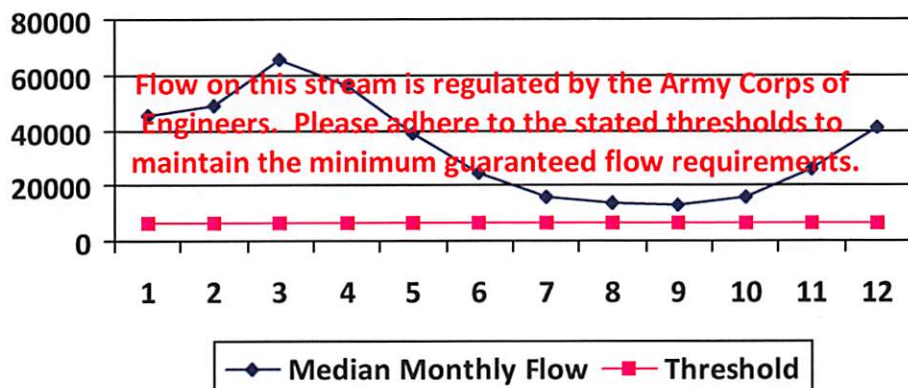 80000
60000
40000
20000
0
Flow on this stream is regulated by the Army Corps of
Engineers. Please adhere to the stated thresholds to
maintain the minimum guaranteed flow requirements.
1 2 3 4 5 6 7 8 9 10 11 12
Median Monthly Flow Threshold